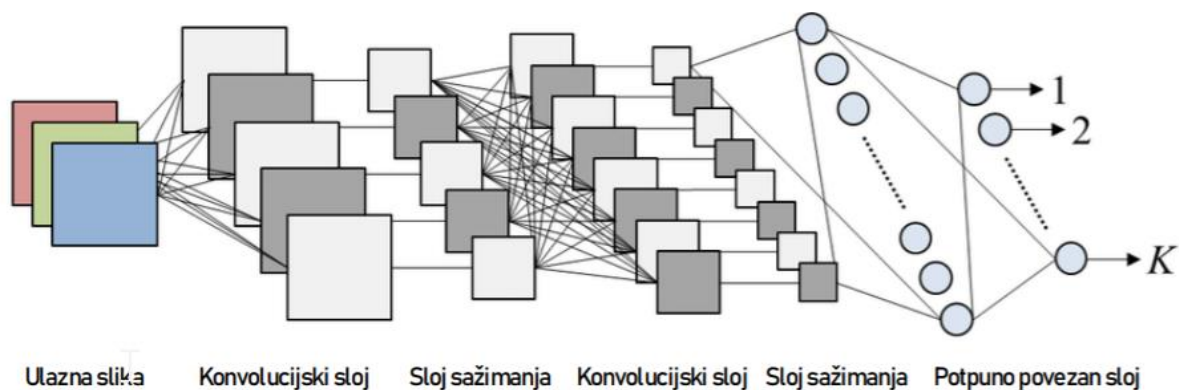 1
2
K
Ulazna slika Konvolucijski sloj Sloj sažimanja Konvolucijski sloj Sloj sažimanja Potpuno povezan sloj